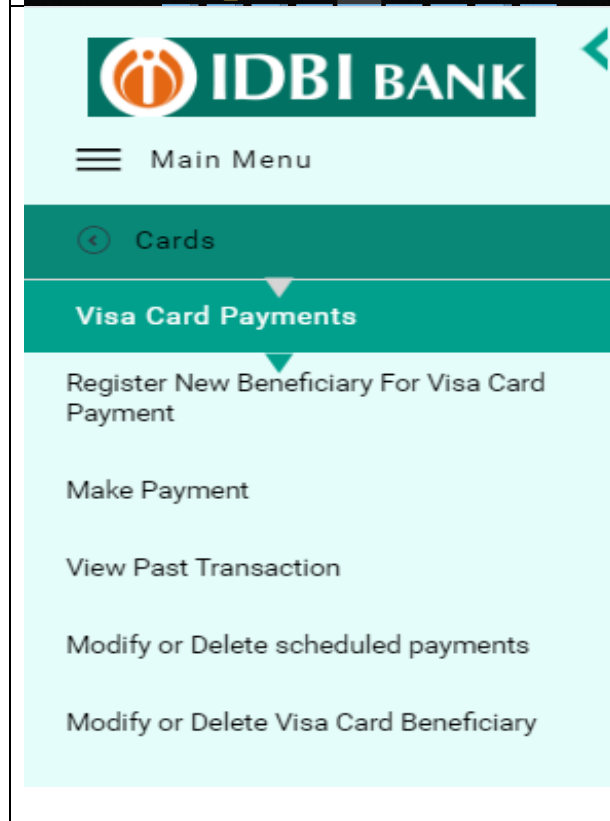 IDBI BANK
Main Menu
Cards
Visa Card Payments
Register New Beneficiary For Visa Card
Payment
Make Payment
View Past Transaction
Modify or Delete scheduled payments
Modify or Delete Visa Card Beneficiary